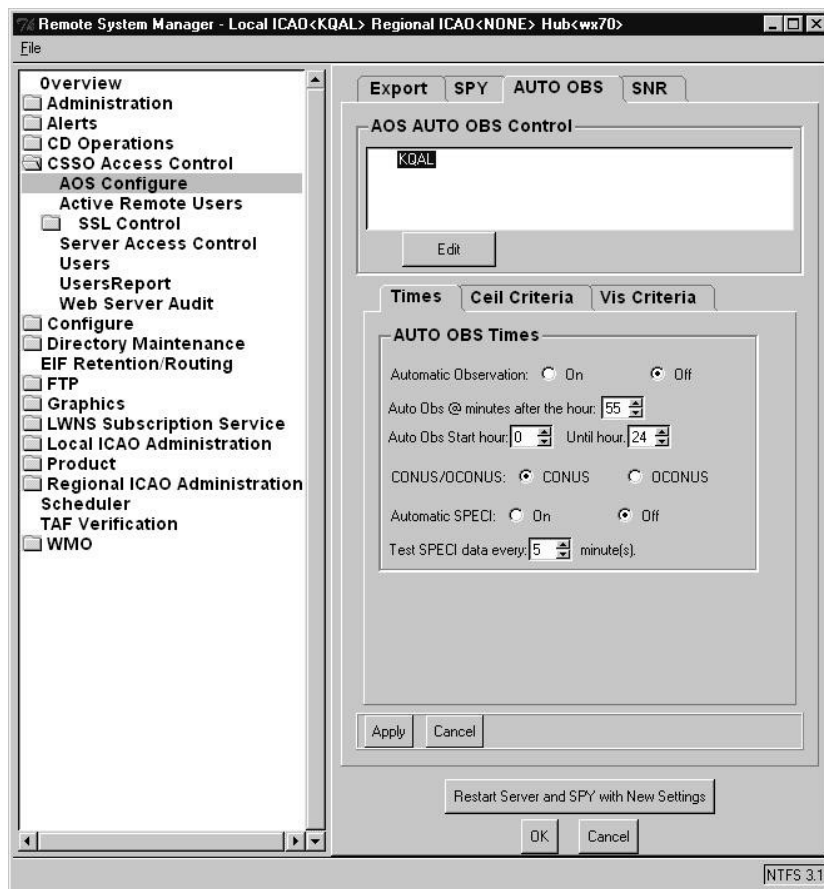 Remote System Manager - Local ICAO<KQAL> Regional ICAO<NONE> Hub<wx70>
File
Overview
Administration
Alerts
CD Operations
CSSO Access Control
AOS Configure
Active Remote Users
SSL Control
Server Access Control
Users
UsersReport
Web Server Audit
Configure
Directory Maintenance
EIF Retention/Routing
FTP
Graphics
LWNS Subscription Service
Local ICAO Administration
Product
Regional ICAO Administration
Scheduler
TAF Verification
WMO
Export SPY AUTO OBS SNR
AOS AUTO OBS Control
KQAL
Edit
Times Ceil Criteria Vis Criteria
AUTO OBS Times
Automatic Observation: On Off
Auto Obs @ minutes after the hour: 55
Auto Obs Start hour: 0 Until hour. 24
CONUS/OCONUS: CONUS OCONUS
Automatic SPECI: On Off
Test SPECI data every: 5 minute(s).
Apply Cancel
Restart Server and SPY with New Settings
OK Cancel
NTFS 3.1